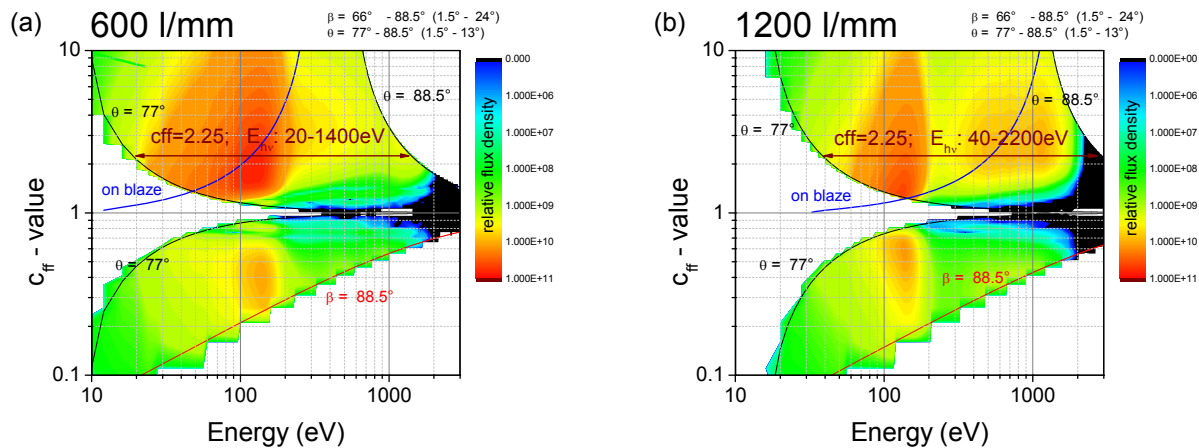 (a) 600 l/mm
β = 66° - 88.5° (1.5° - 24°)
θ = 77° - 88.5° (1.5° - 13°)
10
1
0.1
c_ff - value
θ = 77°
θ = 88.5°
cff=2.25; E_hν: 20-1400eV
on blaze
θ = 77°
β = 88.5°
10 100 1000
Energy (eV)
0.000
1.000E+06
1.000E+07
1.000E+08
1.000E+09
1.000E+10
1.000E+11
relative flux density
(b) 1200 l/mm
β = 66° - 88.5° (1.5° - 24°)
θ = 77° - 88.5° (1.5° - 13°)
10
1
0.1
c_ff - value
θ = 77°
θ = 88.5°
cff=2.25; E_hν: 40-2200eV
on blaze
θ = 77°
β = 88.5°
10 100 1000
Energy (eV)
0.000
1.000E+06
1.000E+07
1.000E+08
1.000E+09
1.000E+10
1.000E+11
relative flux density